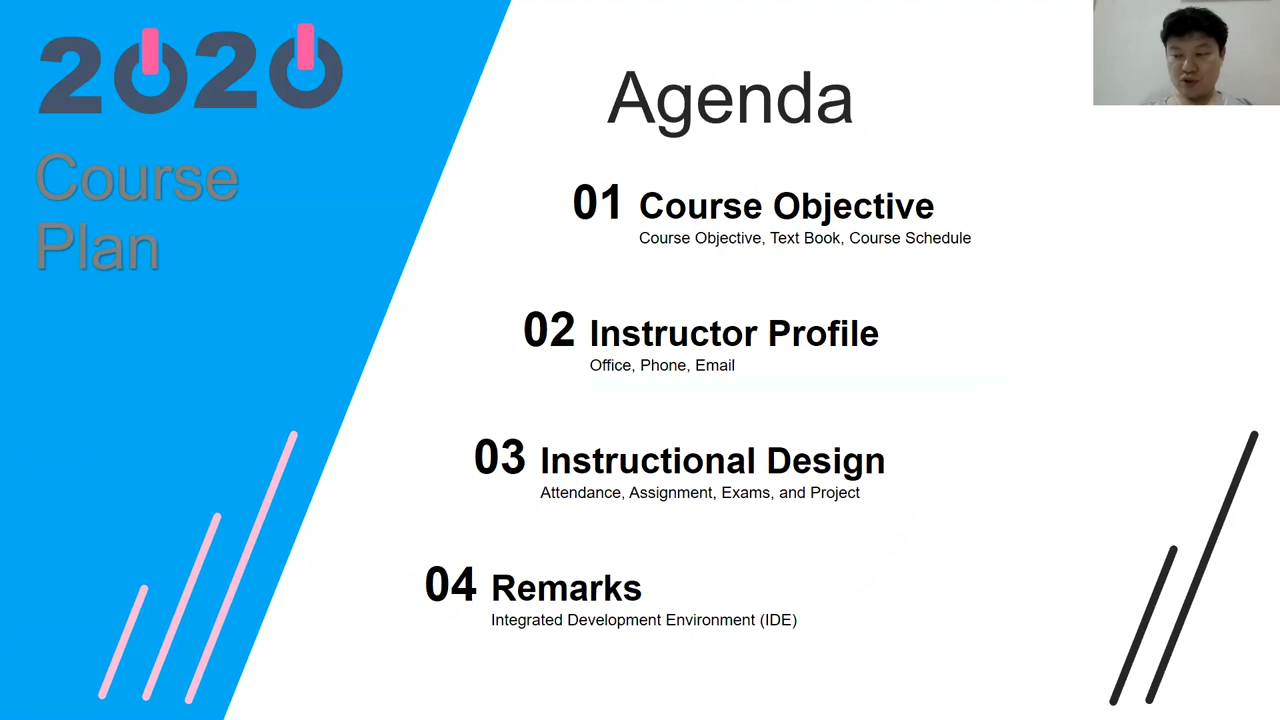 2020
Course
Plan
Agenda
01 Course Objective
Course Objective, Text Book, Course Schedule
02 Instructor Profile
Office, Phone, Email
03 Instructional Design
Attendance, Assignment, Exams, and Project
04 Remarks
Integrated Development Environment (IDE)